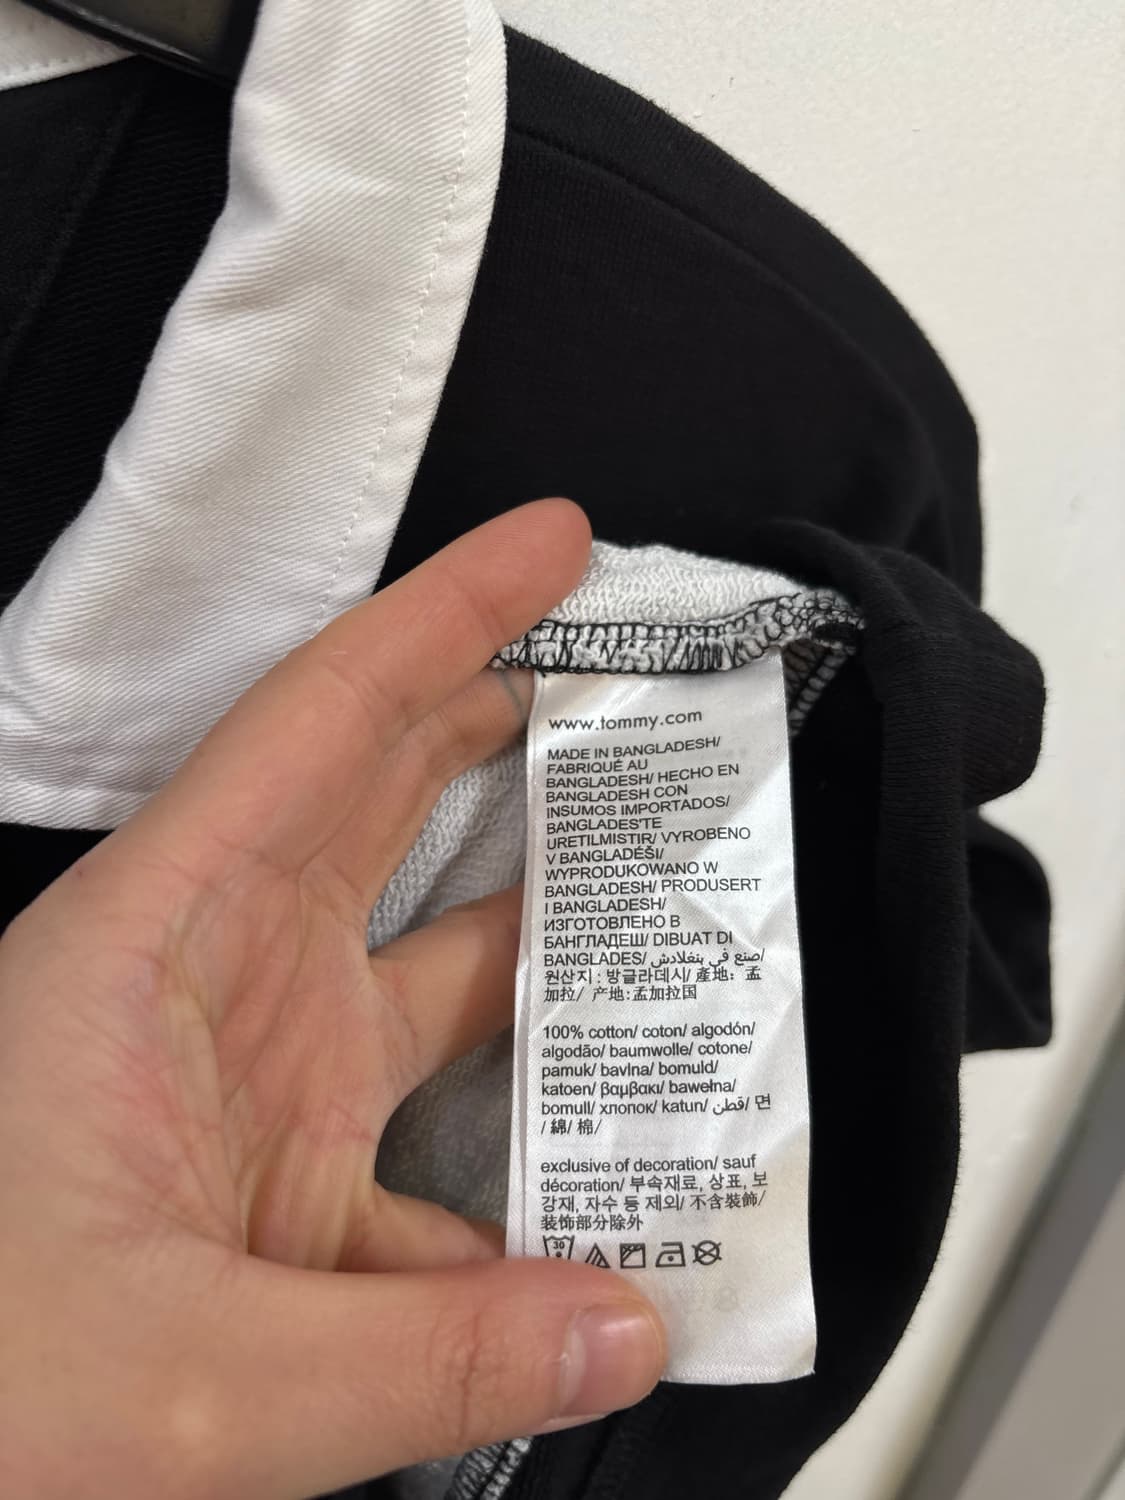 www.tommy.com
MADE IN BANGLADESH/
FABRIQUÉ AU
BANGLADESH/ HECHO EN
BANGLADESH CON
INSUMOS IMPORTADOS/
BANGLADES'TE
URETILMISTIR/ VYROBENO
V BANGLADÉŠI/
WYPRODUKOWANO W
BANGLADESH/ PRODUSERT
I BANGLADESH/
ИЗГОТОВЛЕНО В
БАНГЛАДЕШ/ DIBUAT DI
BANGLADES/ صنع في بنغلادش/
원산지 : 방글라데시/ 產地: 孟
加拉/ 产地:孟加拉国
100% cotton/ coton/ algodón/
algodão/ baumwolle/ cotone/
pamuk/ bavlna/ bomuld/
katoen/ βαμβακι/ bawełna/
bomull/ хлопок/ katun/ قطن/ 면
/ 綿/ 棉/
exclusive of decoration/ sauf
décoration/ 부속재료, 상표, 보
강재, 자수 등 제외/ 不含裝飾/
装饰部分除外
30